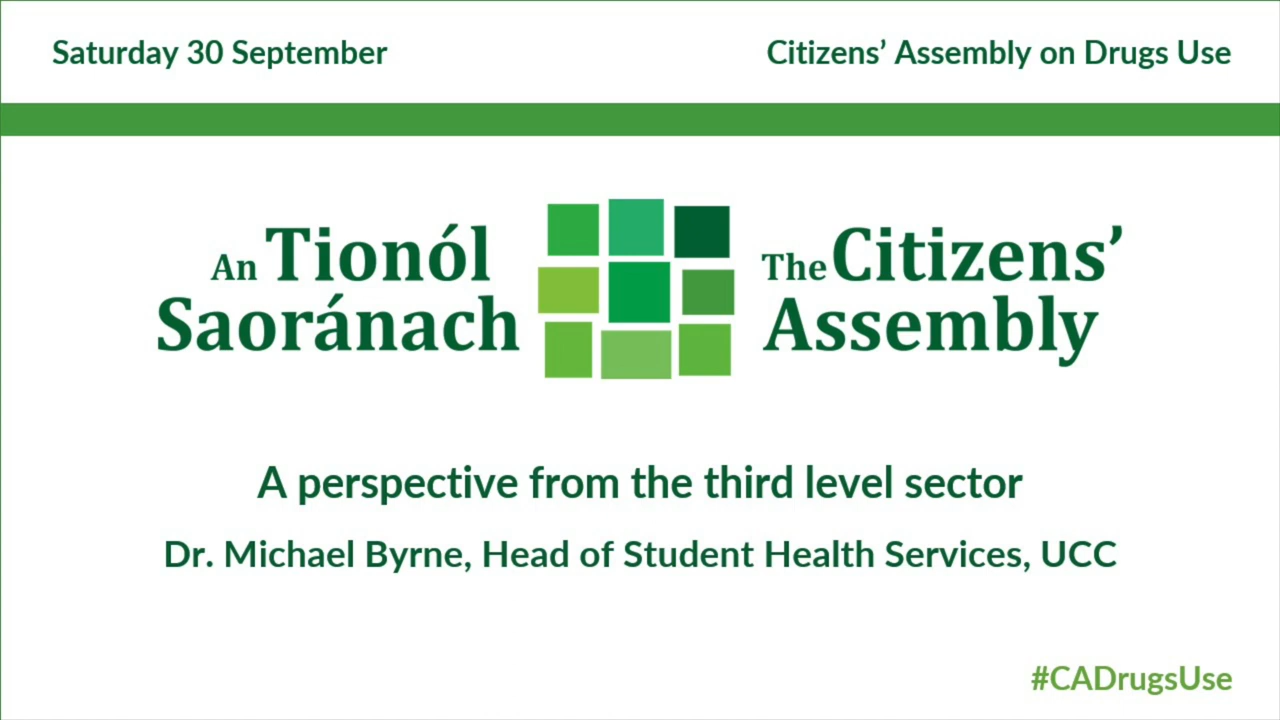 Saturday 30 September
Citizens’ Assembly on Drugs Use
An Tionól
Saoránach
The Citizens’
Assembly
A perspective from the third level sector
Dr. Michael Byrne, Head of Student Health Services, UCC
#CADrugsUse